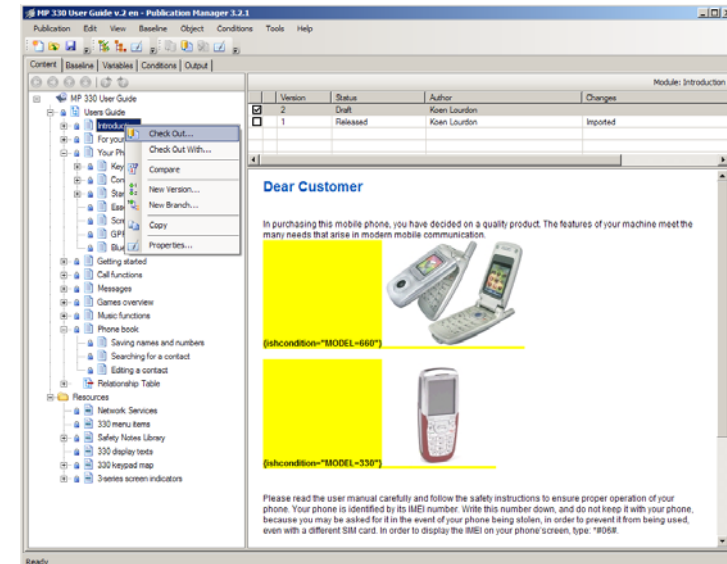 MP 330 User Guide v.2 en - Publication Manager 3.2.1
Publication Edit View Baseline Object Conditions Tools Help
Content Baseline Variables Conditions Output
Module: Introduction
MP 330 User Guide
Users Guide
Introduc
For your
Your Ph
Key
Con
Star
Ess
Scr
GPR
Blue
Getting started
Call functions
Messages
Games overview
Music functions
Phone book
Saving names and numbers
Searching for a contact
Editing a contact
Relationship Table
Resources
Network Services
330 menu items
Safety Notes Library
330 display texts
330 keypad map
3-series screen indicators
Check Out...
Check Out With...
Compare
New Version...
New Branch...
Copy
Properties...
Version Status Author Changes
2 Draft Koen Lourdon
1 Released Koen Lourdon Imported
Dear Customer
In purchasing this mobile phone, you have decided on a quality product. The features of your machine meet the
many needs that arise in modern mobile communication.
(ishcondition="MODEL=660")
(ishcondition="MODEL=330")
Please read the user manual carefully and follow the safety instructions to ensure proper operation of your
phone. Your phone is identified by its IMEI number. Write this number down, and do not keep it with your phone,
because you may be asked for it in the event of your phone being stolen, in order to prevent it from being used,
even with a different SIM card. In order to display the IMEI on your phone's screen, type: *#06#.
Ready